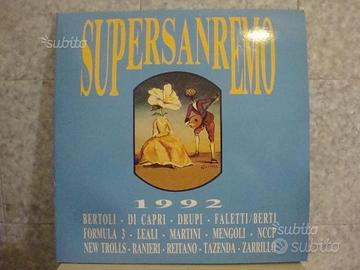 subito
SUPERSANREMO
1992
BERTOLI - DI CAPRI - DRUPI - FALETTI/BERTI
FORMULA 3 - LEALI - MARTINI - MENGOLI - NCCP
NEW TROLLS - RANIERI - REITANO - TAZENDA - ZARRILLO
subito